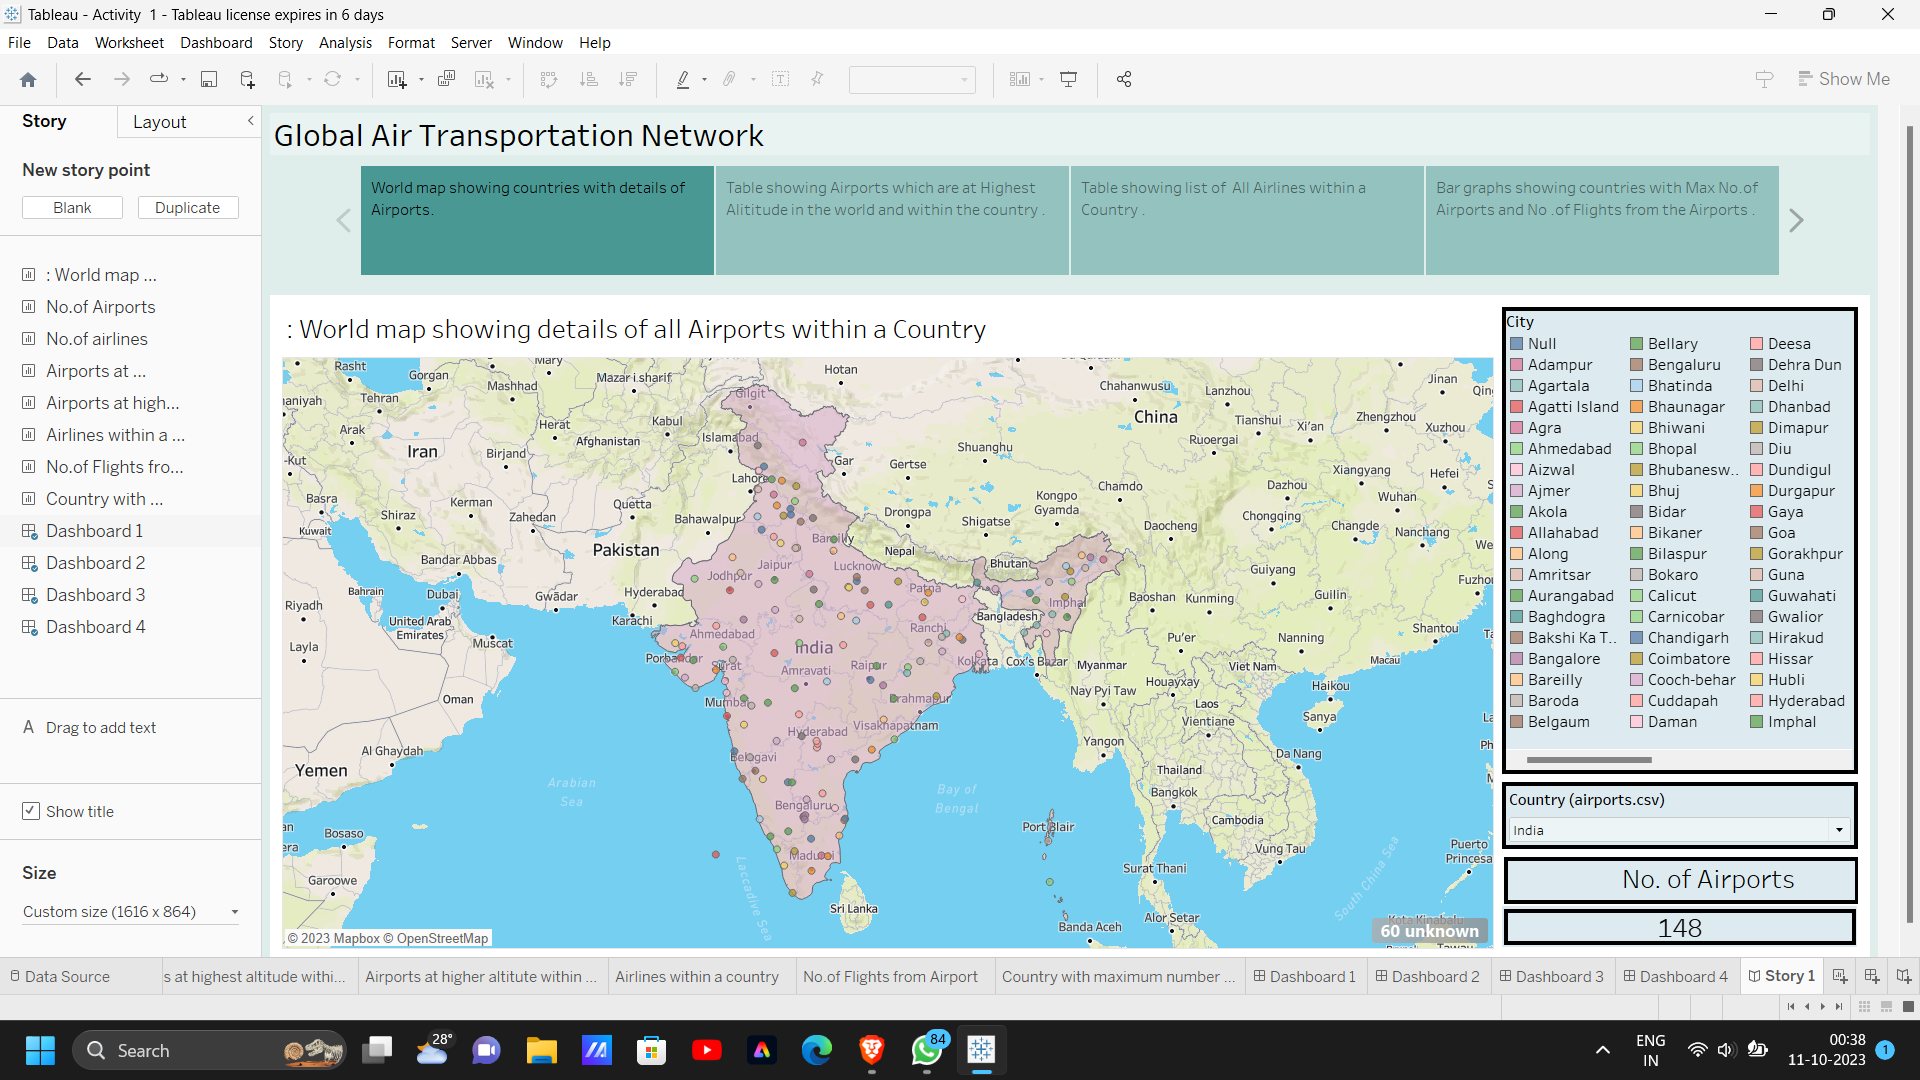 Tableau - Activity  1 - Tableau license expires in 6 days
File Data Worksheet Dashboard Story Analysis Format Server Window Help
Show Me
Story Layout
New story point
Blank Duplicate
: World map ...
No.of Airports
No.of airlines
Airports at ...
Airports at high...
Airlines within a ...
No.of Flights fro...
Country with ...
Dashboard 1
Dashboard 2
Dashboard 3
Dashboard 4
A Drag to add text
Show title
Size
Custom size (1616 x 864)
Global Air Transportation Network
World map showing countries with details of
Airports.
Table showing Airports which are at Highest
Alititude in the world and within the country .
Table showing list of  All Airlines within a
Country .
Bar graphs showing countries with Max No.of
Airports and No .of Flights from the Airports .
: World map showing details of all Airports within a Country
Rasht
Gorgan
Mary
Mashhad
Mazar i sharif
Hotan
Chahanwusu
Lanzhou
Jinan
Tehran
Kabul
Gilgit
China
Tianshui
Xi'an
Zhengzhou
Arak
Herat
Afghanistan
Islamabad
Ruoergai
Xuzhou
Iran
Birjand
Shuanghu
Gar
Gertse
Xiangyang
Hefei
Lahore
Kerman
Quetta
Chamdo
Dazhou
Wuhan
Basra
Shiraz
Zahedan
Bahawalpur
Drongpa
Kongpo
Gyamda
Shigatse
Chongqing
Changde
Nanchang
Kuwait
Daocheng
Pakistan
Bareilly
Nepal
Bandar Abbas
Jaipur
Lucknow
Bhutan
Guiyang
Jodhpur
Patna
Fuzhou
Bahrain
Dubai
Gwādar
Hyderabad
Imphal
Baoshan
Kunming
Guilin
Riyadh
United Arab
Emirates
Karachi
Bangladesh
Ahmedabad
Ranchi
Muscat
India
Pu'er
Nanning
Shantou
Layla
Porbandar
Surat
Amravati
Raipur
Kolkata
Cox's Bazar
Myanmar
Viet Nam
Macau
Oman
Mumbai
Brahmapur
Nay Pyi Taw
Houayxay
Laos
Haikou
Vientiane
Sanya
Visakhapatnam
Hyderabad
Al Ghaydah
Yangon
Da Nang
Yemen
Belagavi
Thailand
Arabian
Sea
Bay of
Bengal
Bangkok
Bengaluru
Port Blair
Cambodia
Bosaso
Vung Tau
Puerto
Princesa
Madurai
Surat Thani
Garoowe
Laccadive Sea
South China Sea
Sri Lanka
Alor Setar
Banda Aceh
60 unknown
© 2023 Mapbox © OpenStreetMap
City
Null Bellary Deesa
Adampur Bengaluru Dehra Dun
Agartala Bhatinda Delhi
Agatti Island Bhaunagar Dhanbad
Agra Bhiwani Dimapur
Ahmedabad Bhopal Diu
Aizwal Bhubanesw.. Dundigul
Ajmer Bhuj Durgapur
Akola Bidar Gaya
Allahabad Bikaner Goa
Along Bilaspur Gorakhpur
Amritsar Bokaro Guna
Aurangabad Calicut Guwahati
Baghdogra Carnicobar Gwalior
Bakshi Ka T.. Chandigarh Hirakud
Bangalore Coimbatore Hissar
Bareilly Cooch-behar Hubli
Baroda Cuddapah Hyderabad
Belgaum Daman Imphal
Country (airports.csv)
India
No. of Airports
148
Data Source s at highest altitude withi... Airports at higher altitute within ... Airlines within a country No.of Flights from Airport Country with maximum number ... Dashboard 1 Dashboard 2 Dashboard 3 Dashboard 4 Story 1
Search
28°
84
ENG
IN
00:38
11-10-2023
1